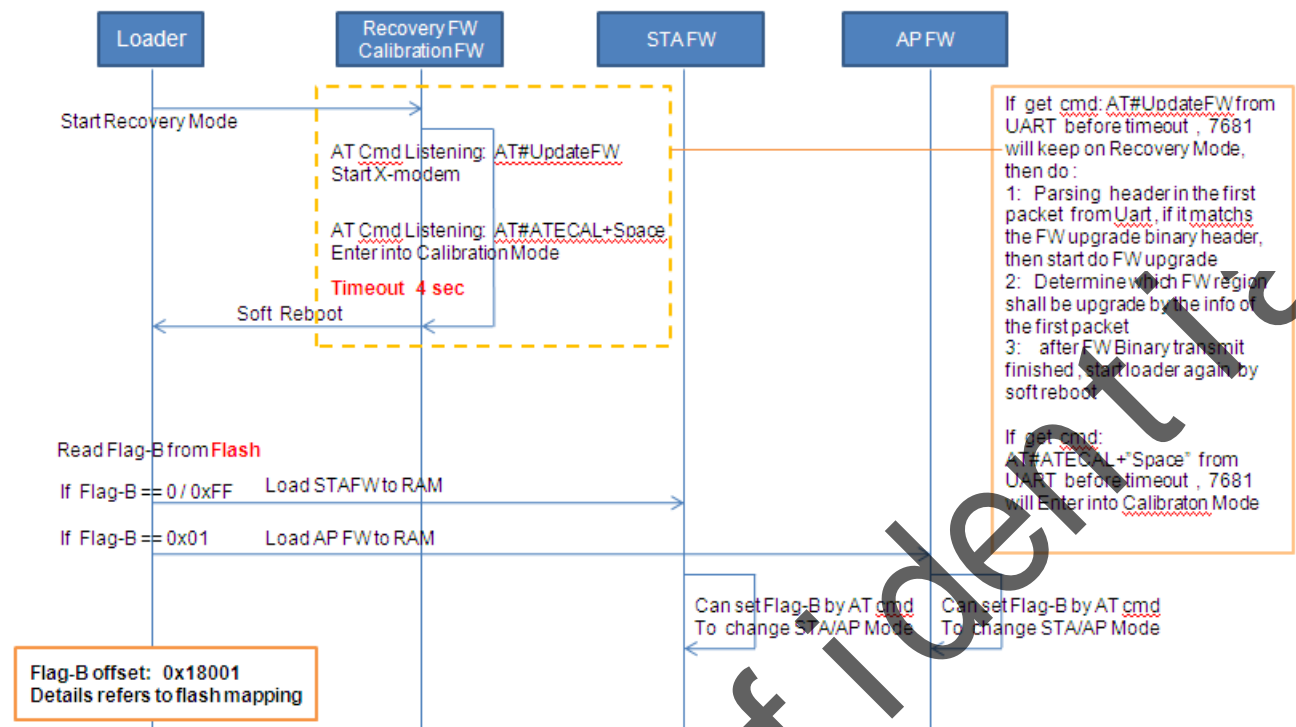 Loader
Recovery FW
Calibration FW
STA FW
AP FW
Start Recovery Mode
AT Cmd Listening: AT#UpdateFW
Start X-modem
AT Cmd Listening: AT#ATECAL+Space
Enter into Calibration Mode
Timeout 4 sec
Soft Reboot
If get cmd: AT#UpdateFW from
UART before timeout , 7681
will keep on Recovery Mode,
then do :
1: Parsing header in the first
packet from Uart , if it matchs
the FW upgrade binary header,
then start do FW upgrade
2: Determine which FW region
shall be upgrade by the info of
the first packet
3: after FW Binary transmit
finished , start loader again by
soft reboot
If get cmd:
AT#ATECAL+"Space" from
UART before timeout , 7681
will Enter into Calibraton Mode
Read Flag-B from Flash
If Flag-B == 0 / 0xFF
Load STA FW to RAM
If Flag-B == 0x01
Load AP FW to RAM
Can set Flag-B by AT cmd
To change STA/AP Mode
Can set Flag-B by AT cmd
To change STA/AP Mode
Flag-B offset: 0x18001
Details refers to flash mapping
fidentia